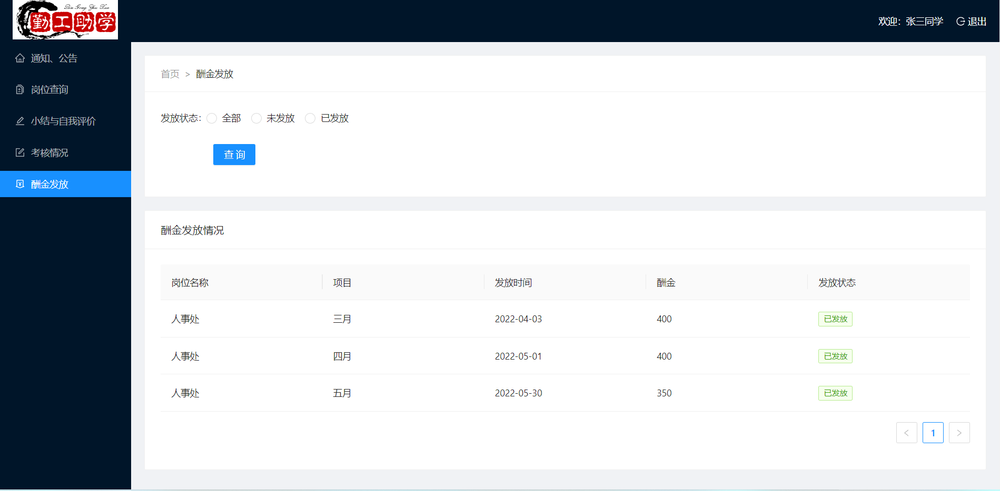 Qin Gong Zhu Xue
勤工助学
欢迎：张三同学 退出
通知、公告
岗位查询
小结与自我评价
考核情况
酬金发放
首页 > 酬金发放
发放状态： 全部 未发放 已发放
查 询
酬金发放情况
岗位名称 项目 发放时间 酬金 发放状态
人事处 三月 2022-04-03 400 已发放
人事处 四月 2022-05-01 400 已发放
人事处 五月 2022-05-30 350 已发放
< 1 >